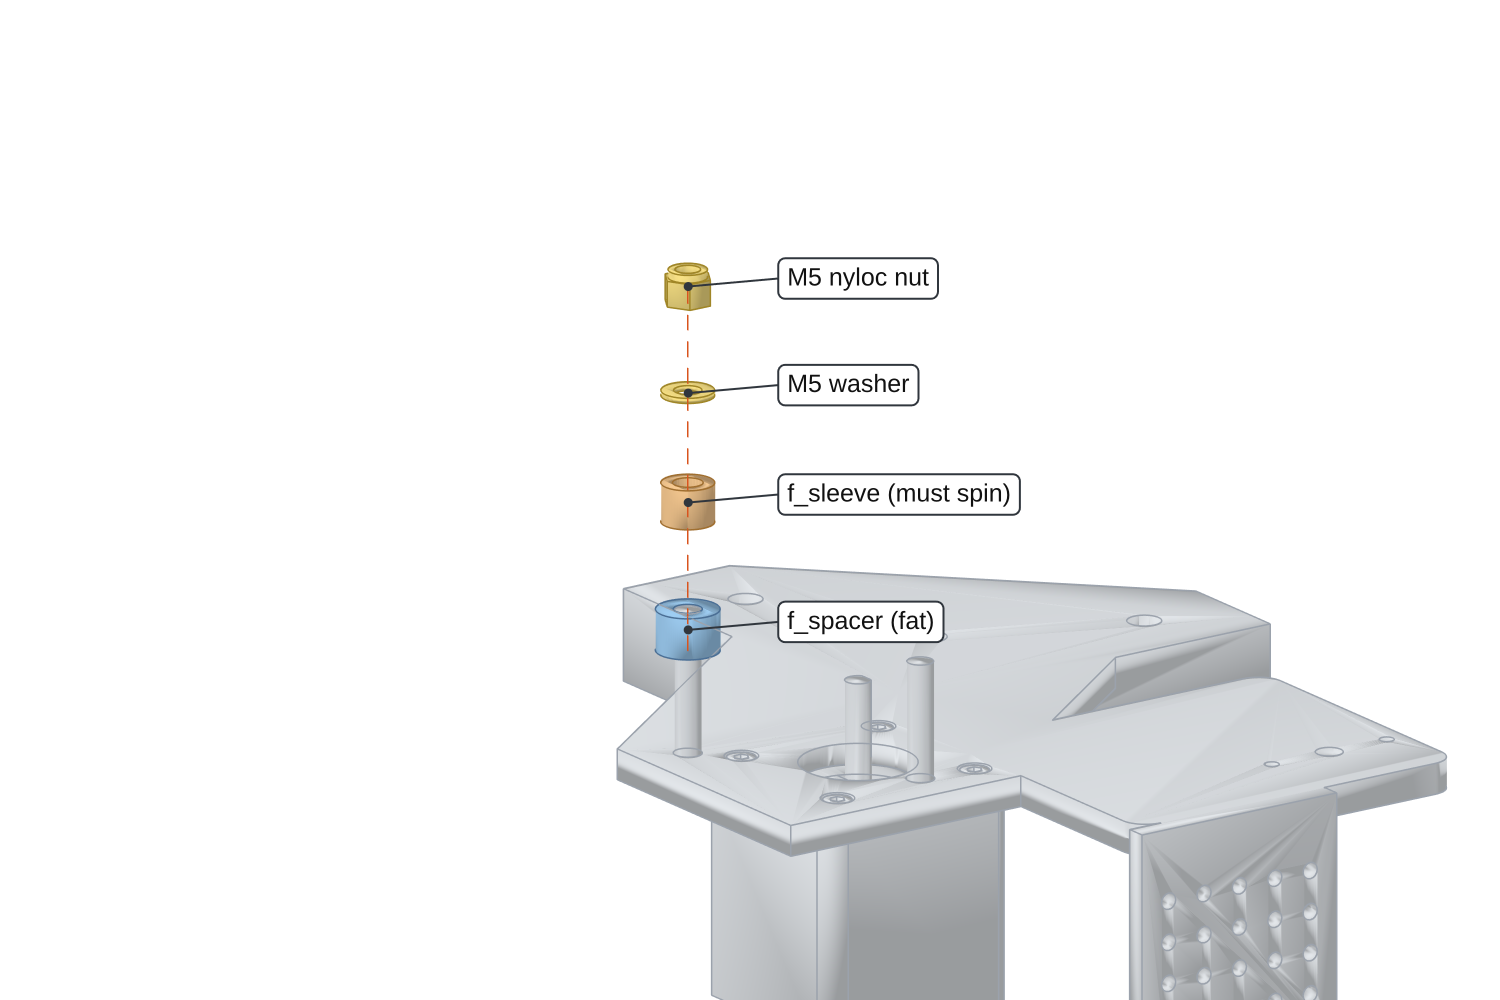 M5 nyloc nut
M5 washer
f_sleeve (must spin)
f_spacer (fat)